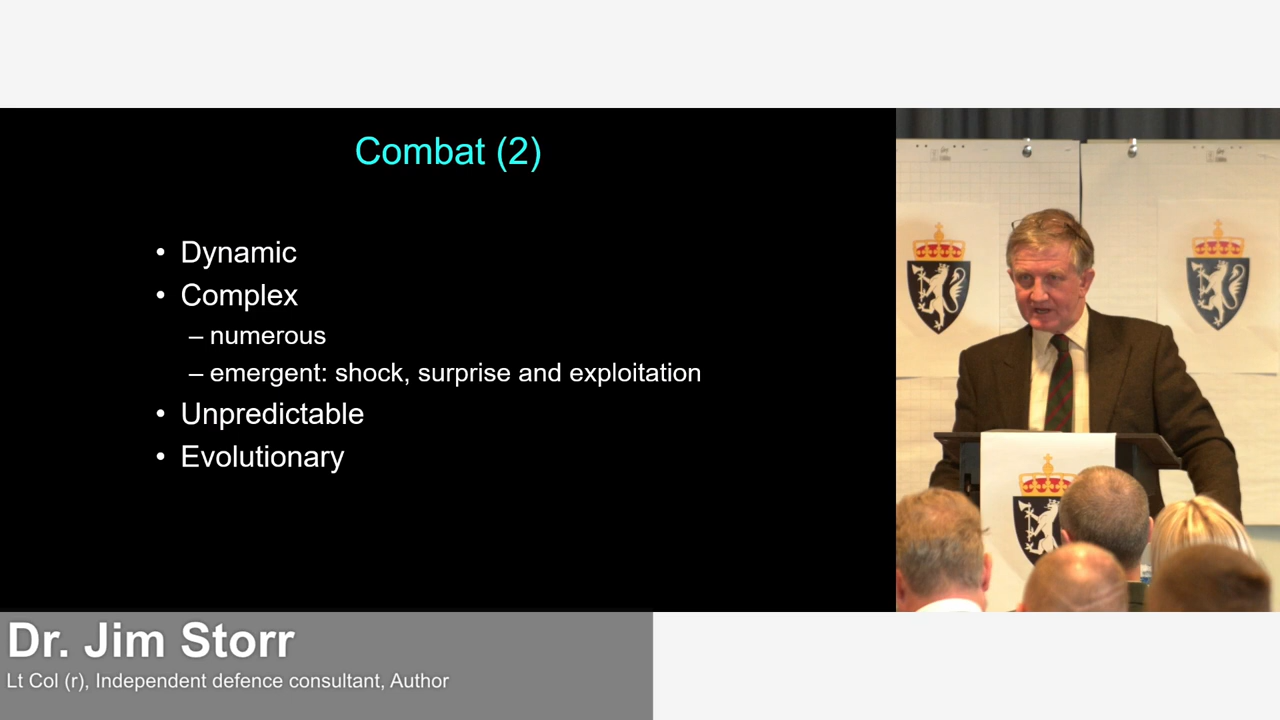 Combat (2)
• Dynamic
• Complex
– numerous
– emergent: shock, surprise and exploitation
• Unpredictable
• Evolutionary
Dr. Jim Storr
Lt Col (r), Independent defence consultant, Author